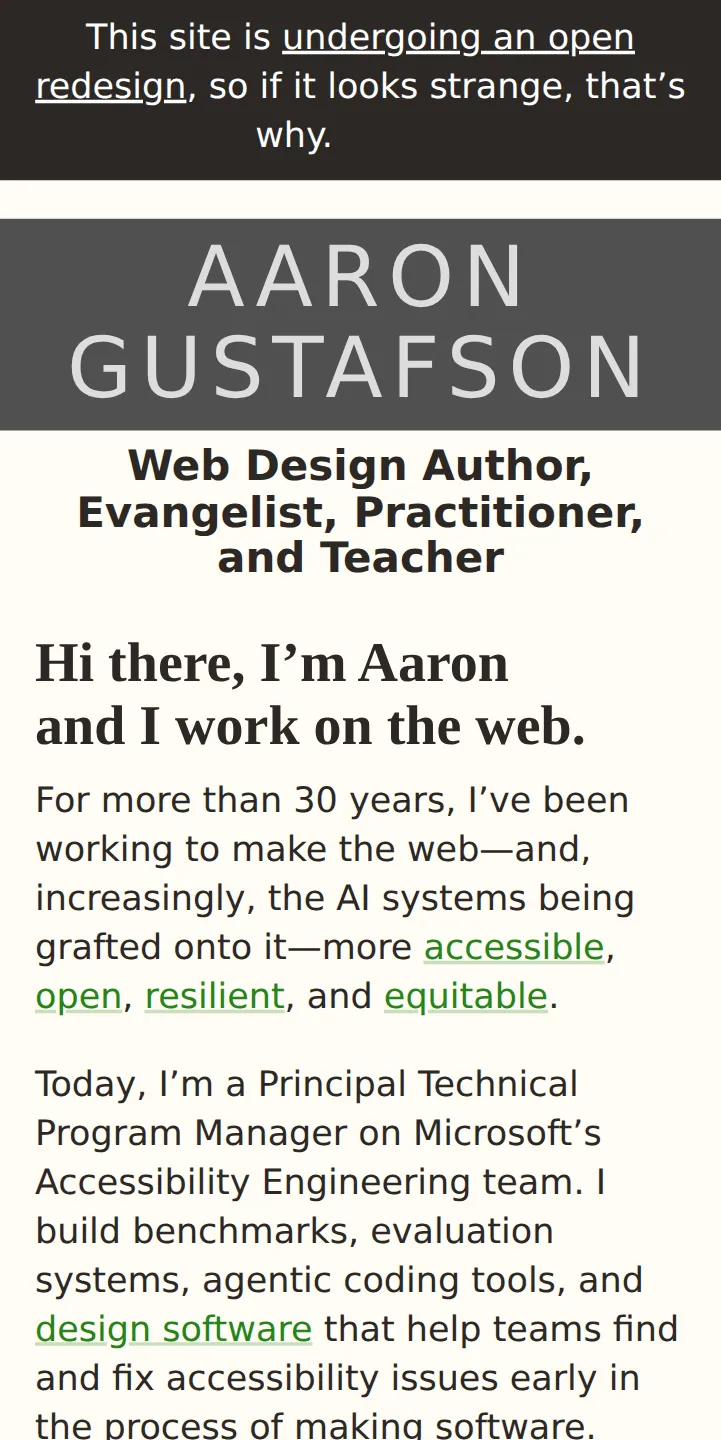 This site is undergoing an open
redesign, so if it looks strange, that’s
why.
AARON
GUSTAFSON
Web Design Author,
Evangelist, Practitioner,
and Teacher
Hi there, I’m Aaron
and I work on the web.
For more than 30 years, I’ve been
working to make the web—and,
increasingly, the AI systems being
grafted onto it—more accessible,
open, resilient, and equitable.
Today, I’m a Principal Technical
Program Manager on Microsoft’s
Accessibility Engineering team. I
build benchmarks, evaluation
systems, agentic coding tools, and
design software that help teams find
and fix accessibility issues early in
the process of making software.